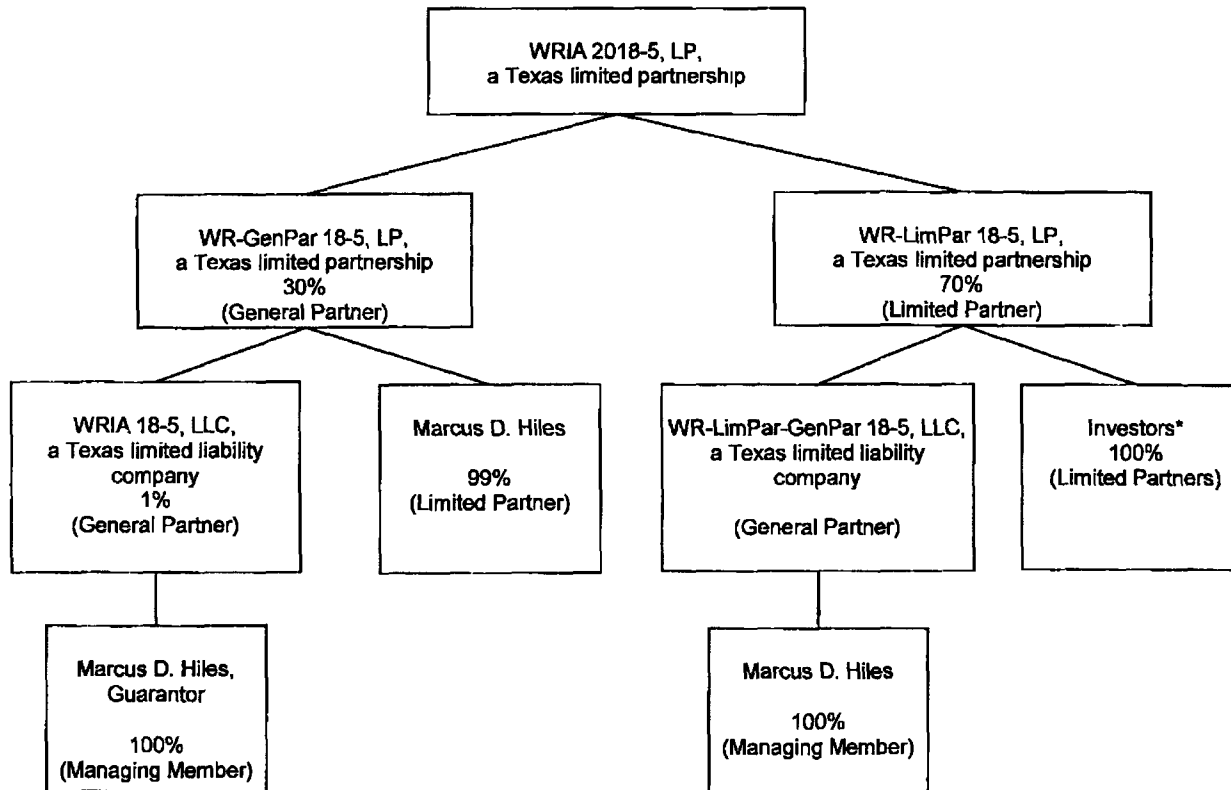 WRIA 2018-5, LP,
a Texas limited partnership
WR-GenPar 18-5, LP,
a Texas limited partnership
30%
(General Partner)
WR-LimPar 18-5, LP,
a Texas limited partnership
70%
(Limited Partner)
WRIA 18-5, LLC,
a Texas limited liability
company
1%
(General Partner)
Marcus D. Hiles
99%
(Limited Partner)
WR-LimPar-GenPar 18-5, LLC,
a Texas limited liability
company
(General Partner)
Investors*
100%
(Limited Partners)
Marcus D. Hiles,
Guarantor
100%
(Managing Member)
Marcus D. Hiles
100%
(Managing Member)